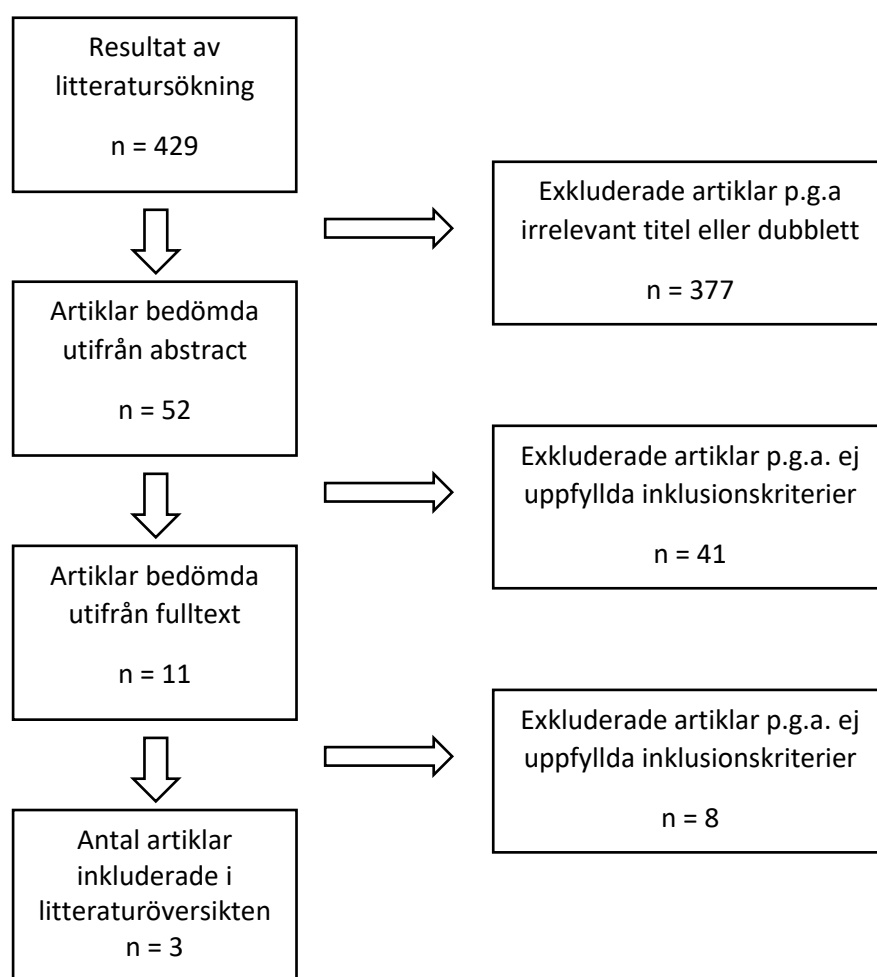 Resultat av
litteratursökning
n = 429
Exkluderade artiklar p.g.a
irrelevant titel eller dubblett
n = 377
Artiklar bedömda
utifrån abstract
n = 52
Exkluderade artiklar p.g.a. ej
uppfyllda inklusionskriterier
n = 41
Artiklar bedömda
utifrån fulltext
n = 11
Exkluderade artiklar p.g.a. ej
uppfyllda inklusionskriterier
n = 8
Antal artiklar
inkluderade i
litteraturöversikten
n = 3